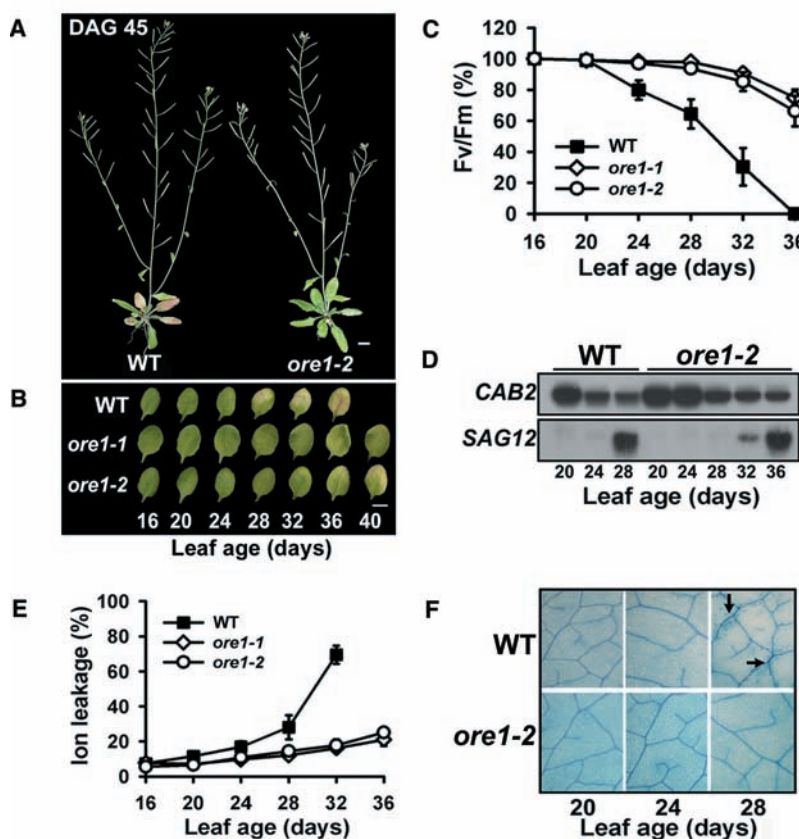 A
DAG 45
WT
ore1-2
B
WT
ore1-1
ore1-2
16 20 24 28 32 36 40
Leaf age (days)
C
Fv/Fm (%)
120
100
80
60
40
20
0
WT
ore1-1
ore1-2
16 20 24 28 32 36
Leaf age (days)
D
WT ore1-2
CAB2
SAG12
20 24 28 20 24 28 32 36
Leaf age (days)
E
Ion leakage (%)
100
80
60
40
20
0
WT
ore1-1
ore1-2
16 20 24 28 32 36
Leaf age (days)
F
WT
ore1-2
20 24 28
Leaf age (days)